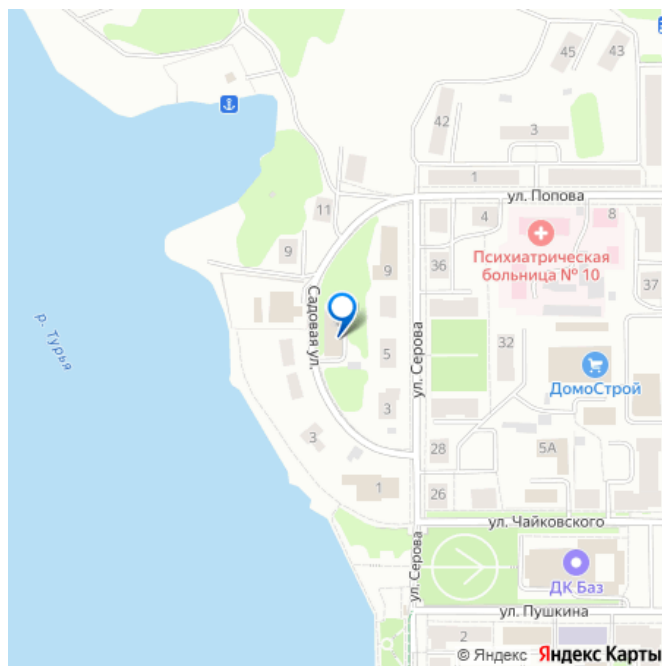 45
43
42
3
1
ул. Попова
11
4
8
Психиатрическая
больница № 10
9
9
36
37
р. Турья
Садовая ул.
ул. Серова
5
32
ДомоСтрой
3
3
28
5А
1
26
ул. Чайковского
ул. Серова
ДК Баз
ул. Пушкина
2
© Яндекс Яндекс Карты